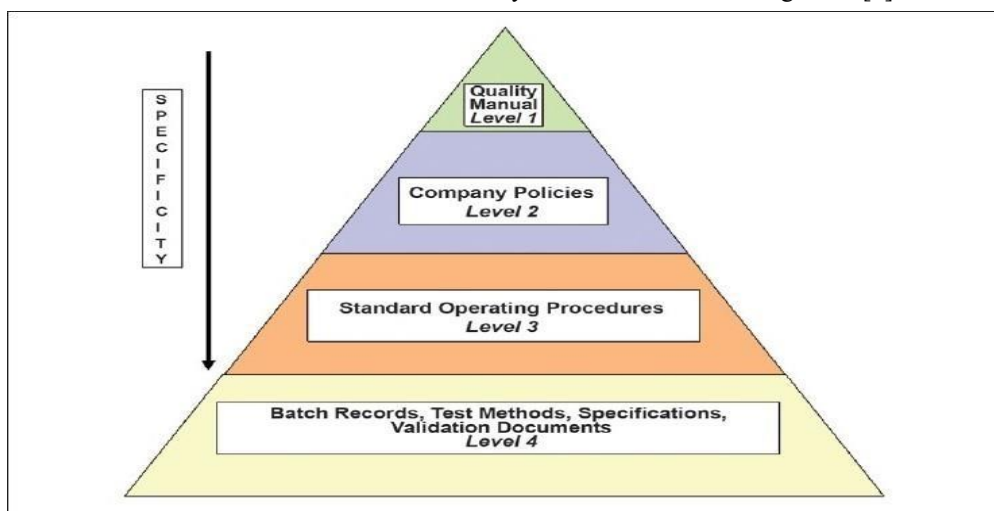 SPECIFICITY
Quality
Manual
Level 1
Company Policies
Level 2
Standard Operating Procedures
Level 3
Batch Records, Test Methods, Specifications,
Validation Documents
Level 4